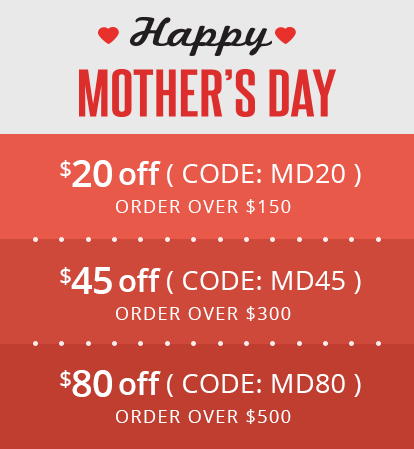 Happy
MOTHER'S DAY
$20 off ( CODE: MD20 )
ORDER OVER $150
$45 off ( CODE: MD45 )
ORDER OVER $300
$80 off ( CODE: MD80 )
ORDER OVER $500